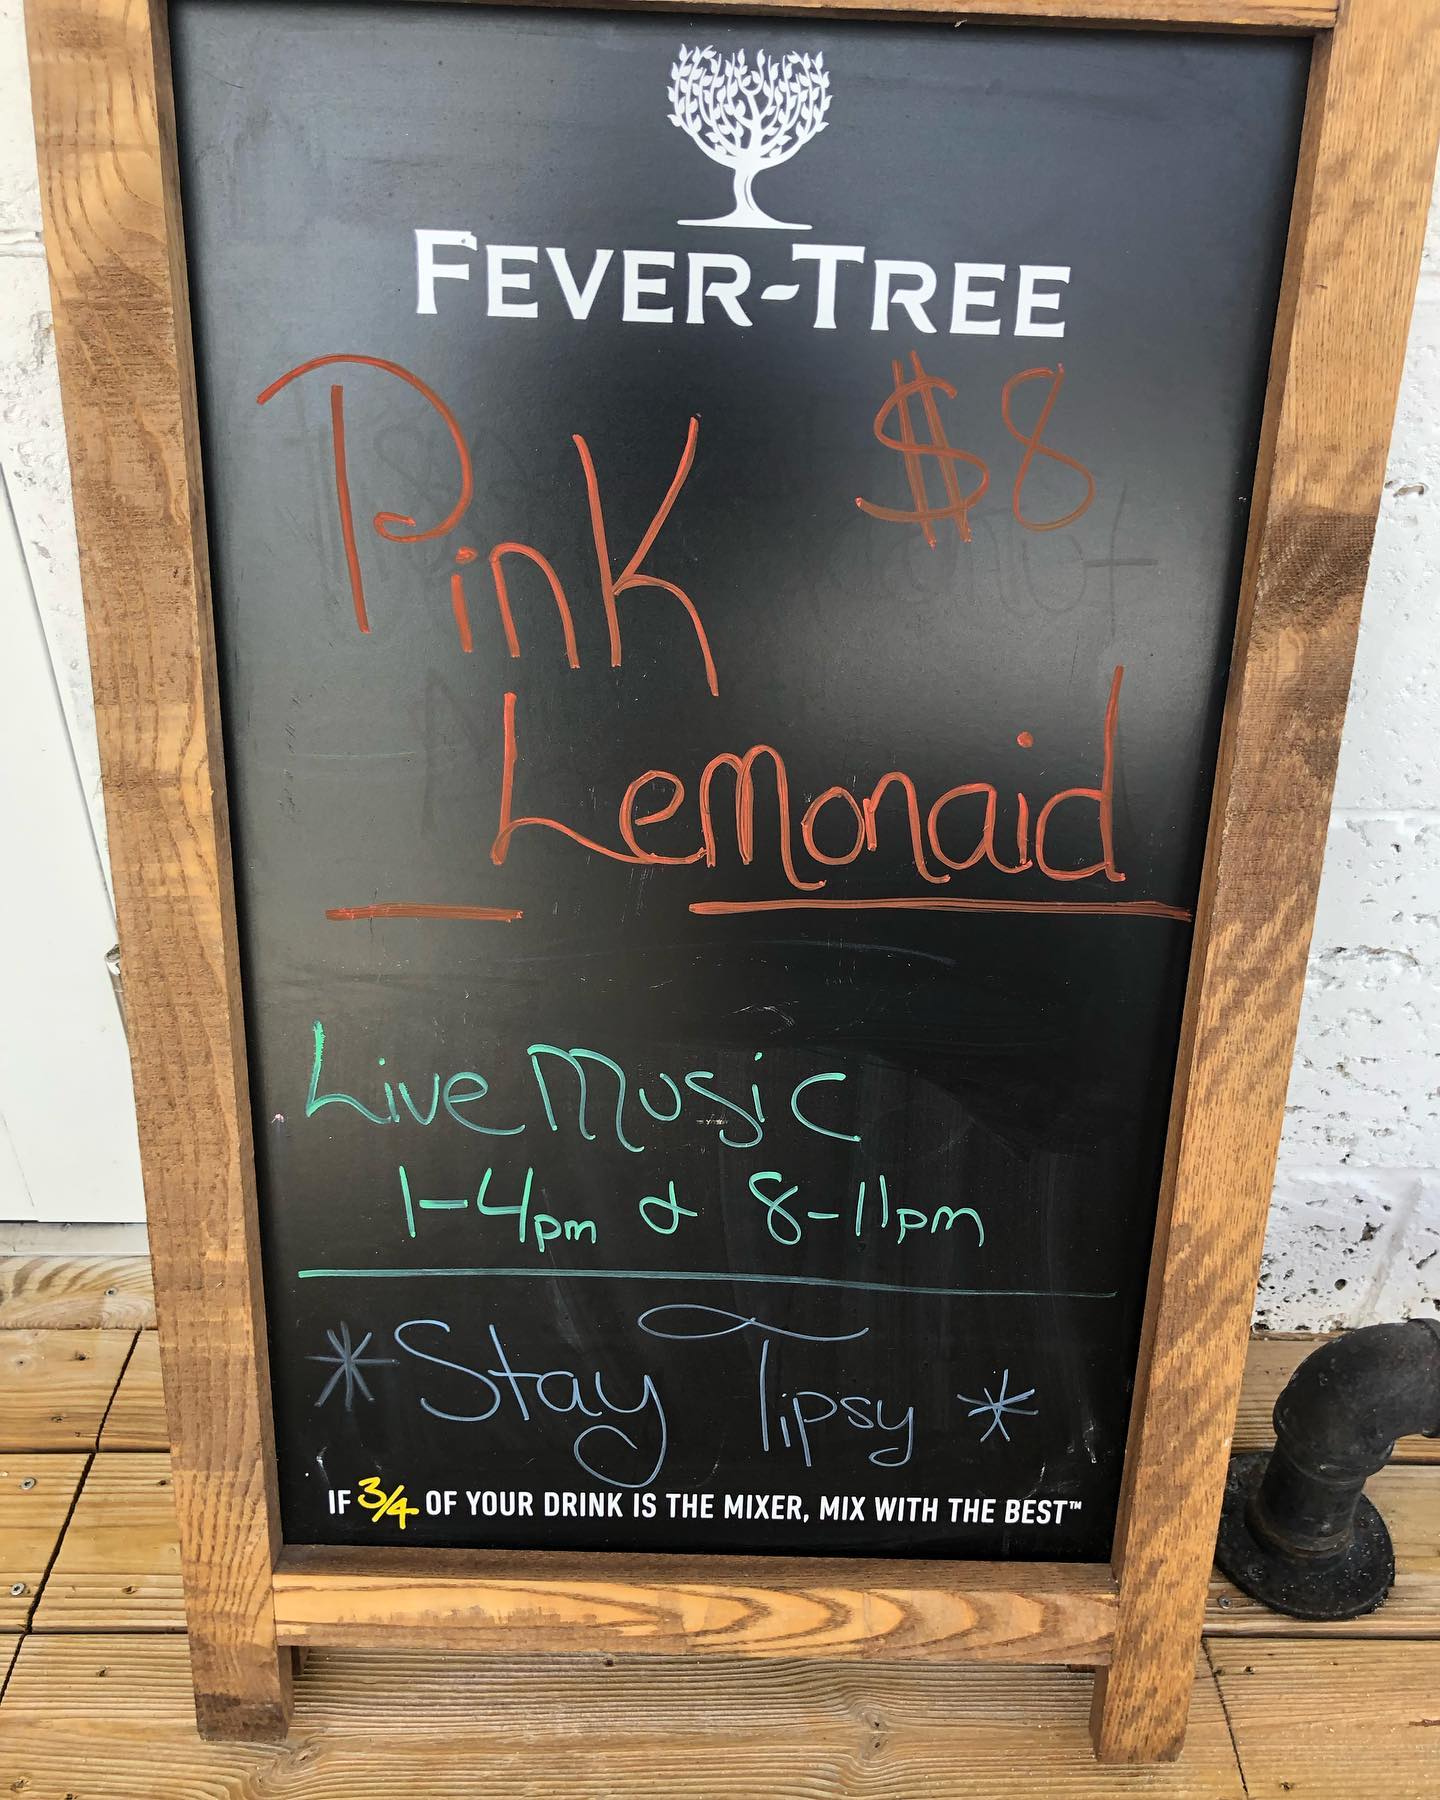 FEVER-TREE
Pink $8
Lemonaid
Live Music
1-4pm & 8-11pm
*Stay Tipsy *
IF 3/4 OF YOUR DRINK IS THE MIXER, MIX WITH THE BEST™